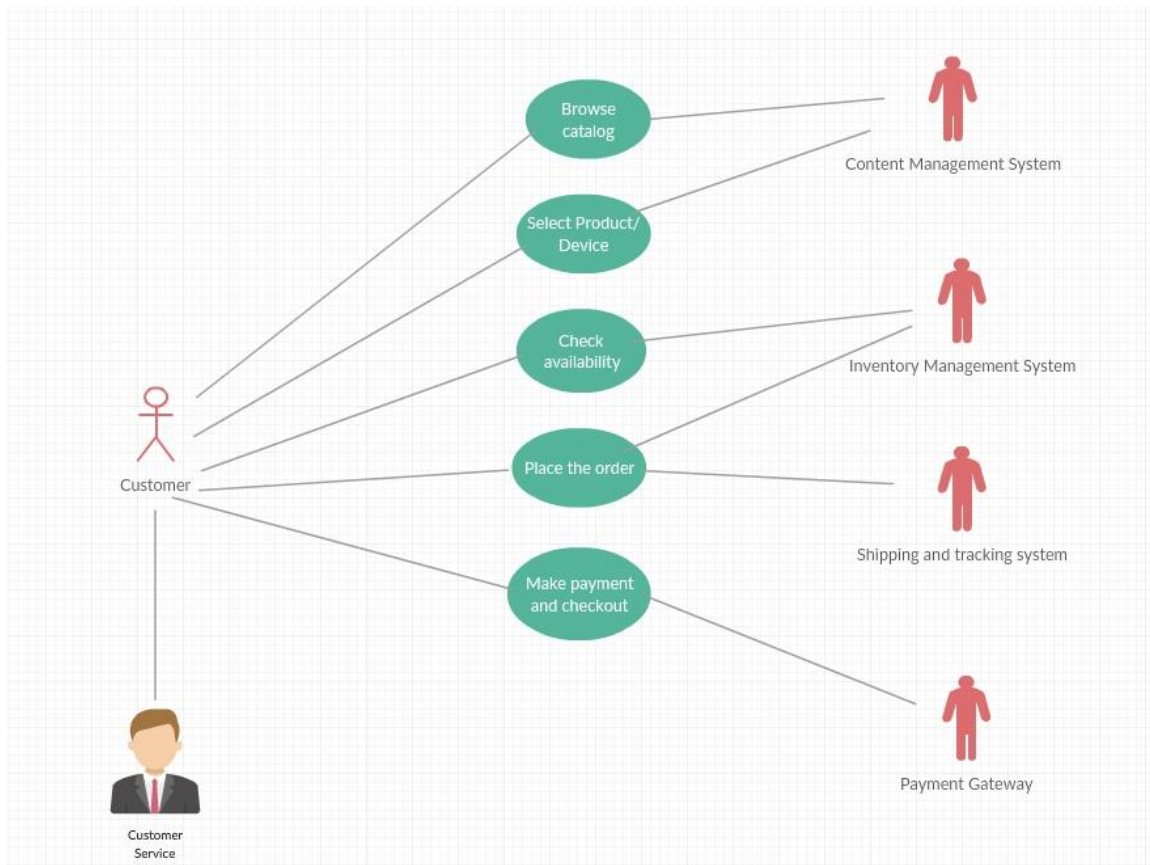 Browse
catalog
Content Management System
Select Product/
Device
Check
availability
Inventory Management System
Customer
Place the order
Shipping and tracking system
Make payment
and checkout
Payment Gateway
Customer
Service